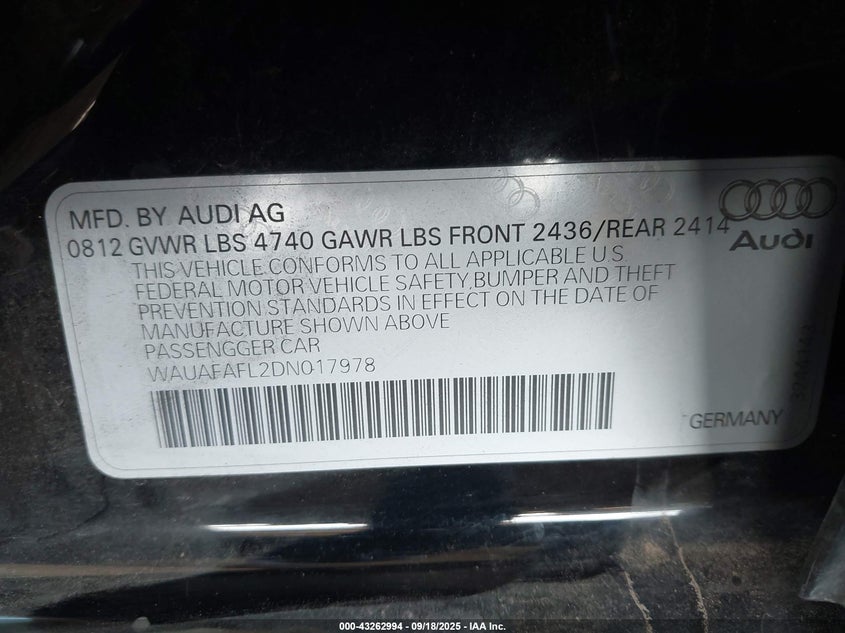 MFD. BY AUDI AG
0812 GVWR LBS 4740 GAWR LBS FRONT 2436/REAR 2414
Audi
THIS VEHICLE CONFORMS TO ALL APPLICABLE U.S.
FEDERAL MOTOR VEHICLE SAFETY,BUMPER AND THEFT
PREVENTION STANDARDS IN EFFECT ON THE DATE OF
MANUFACTURE SHOWN ABOVE
PASSENGGER CAR
WAUAFAFL2DN017978
GERMANY
000-43262994 - 09/18/2025 - IAA Inc.